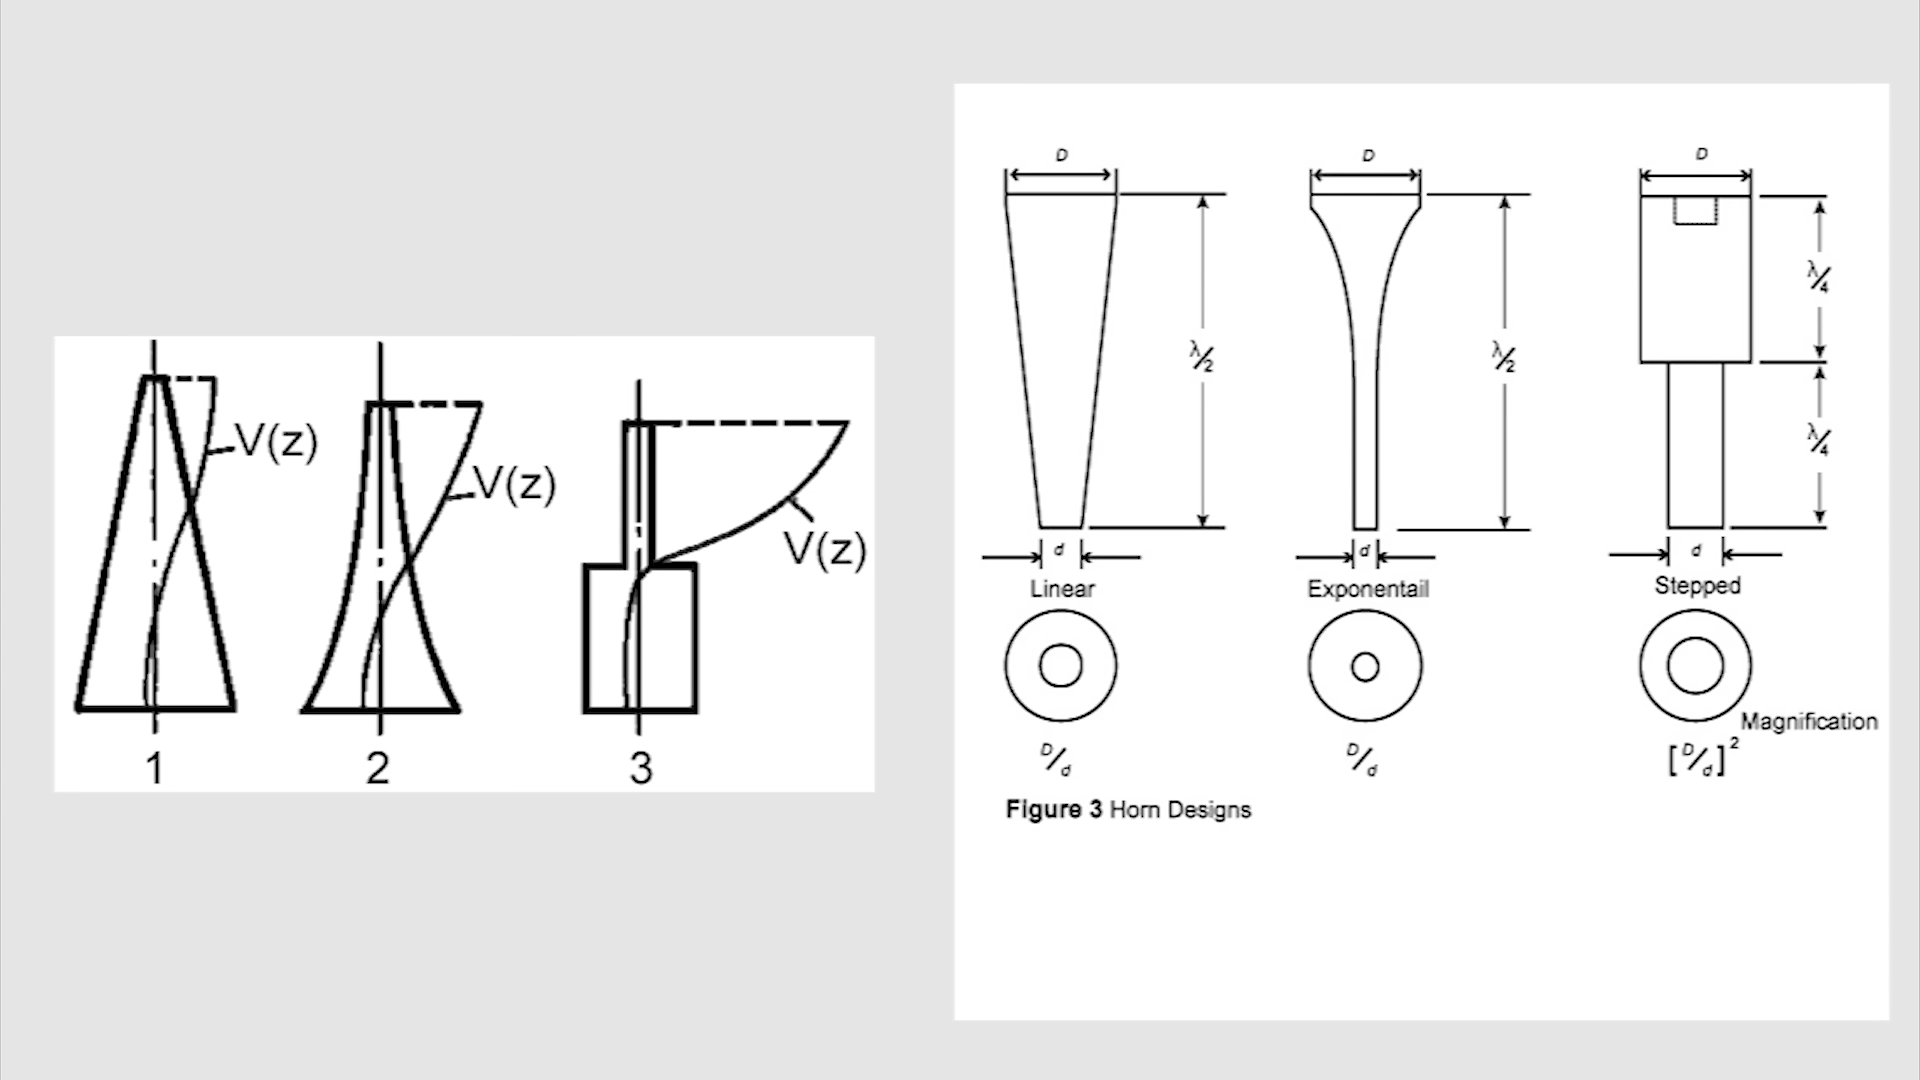 V(z)
V(z)
V(z)
1 2 3
D D D
λ/2 λ/2 λ/4
λ/4
d d d
Linear Exponentail Stepped
Magnification
D/d D/d [D/d]²
Figure 3 Horn Designs